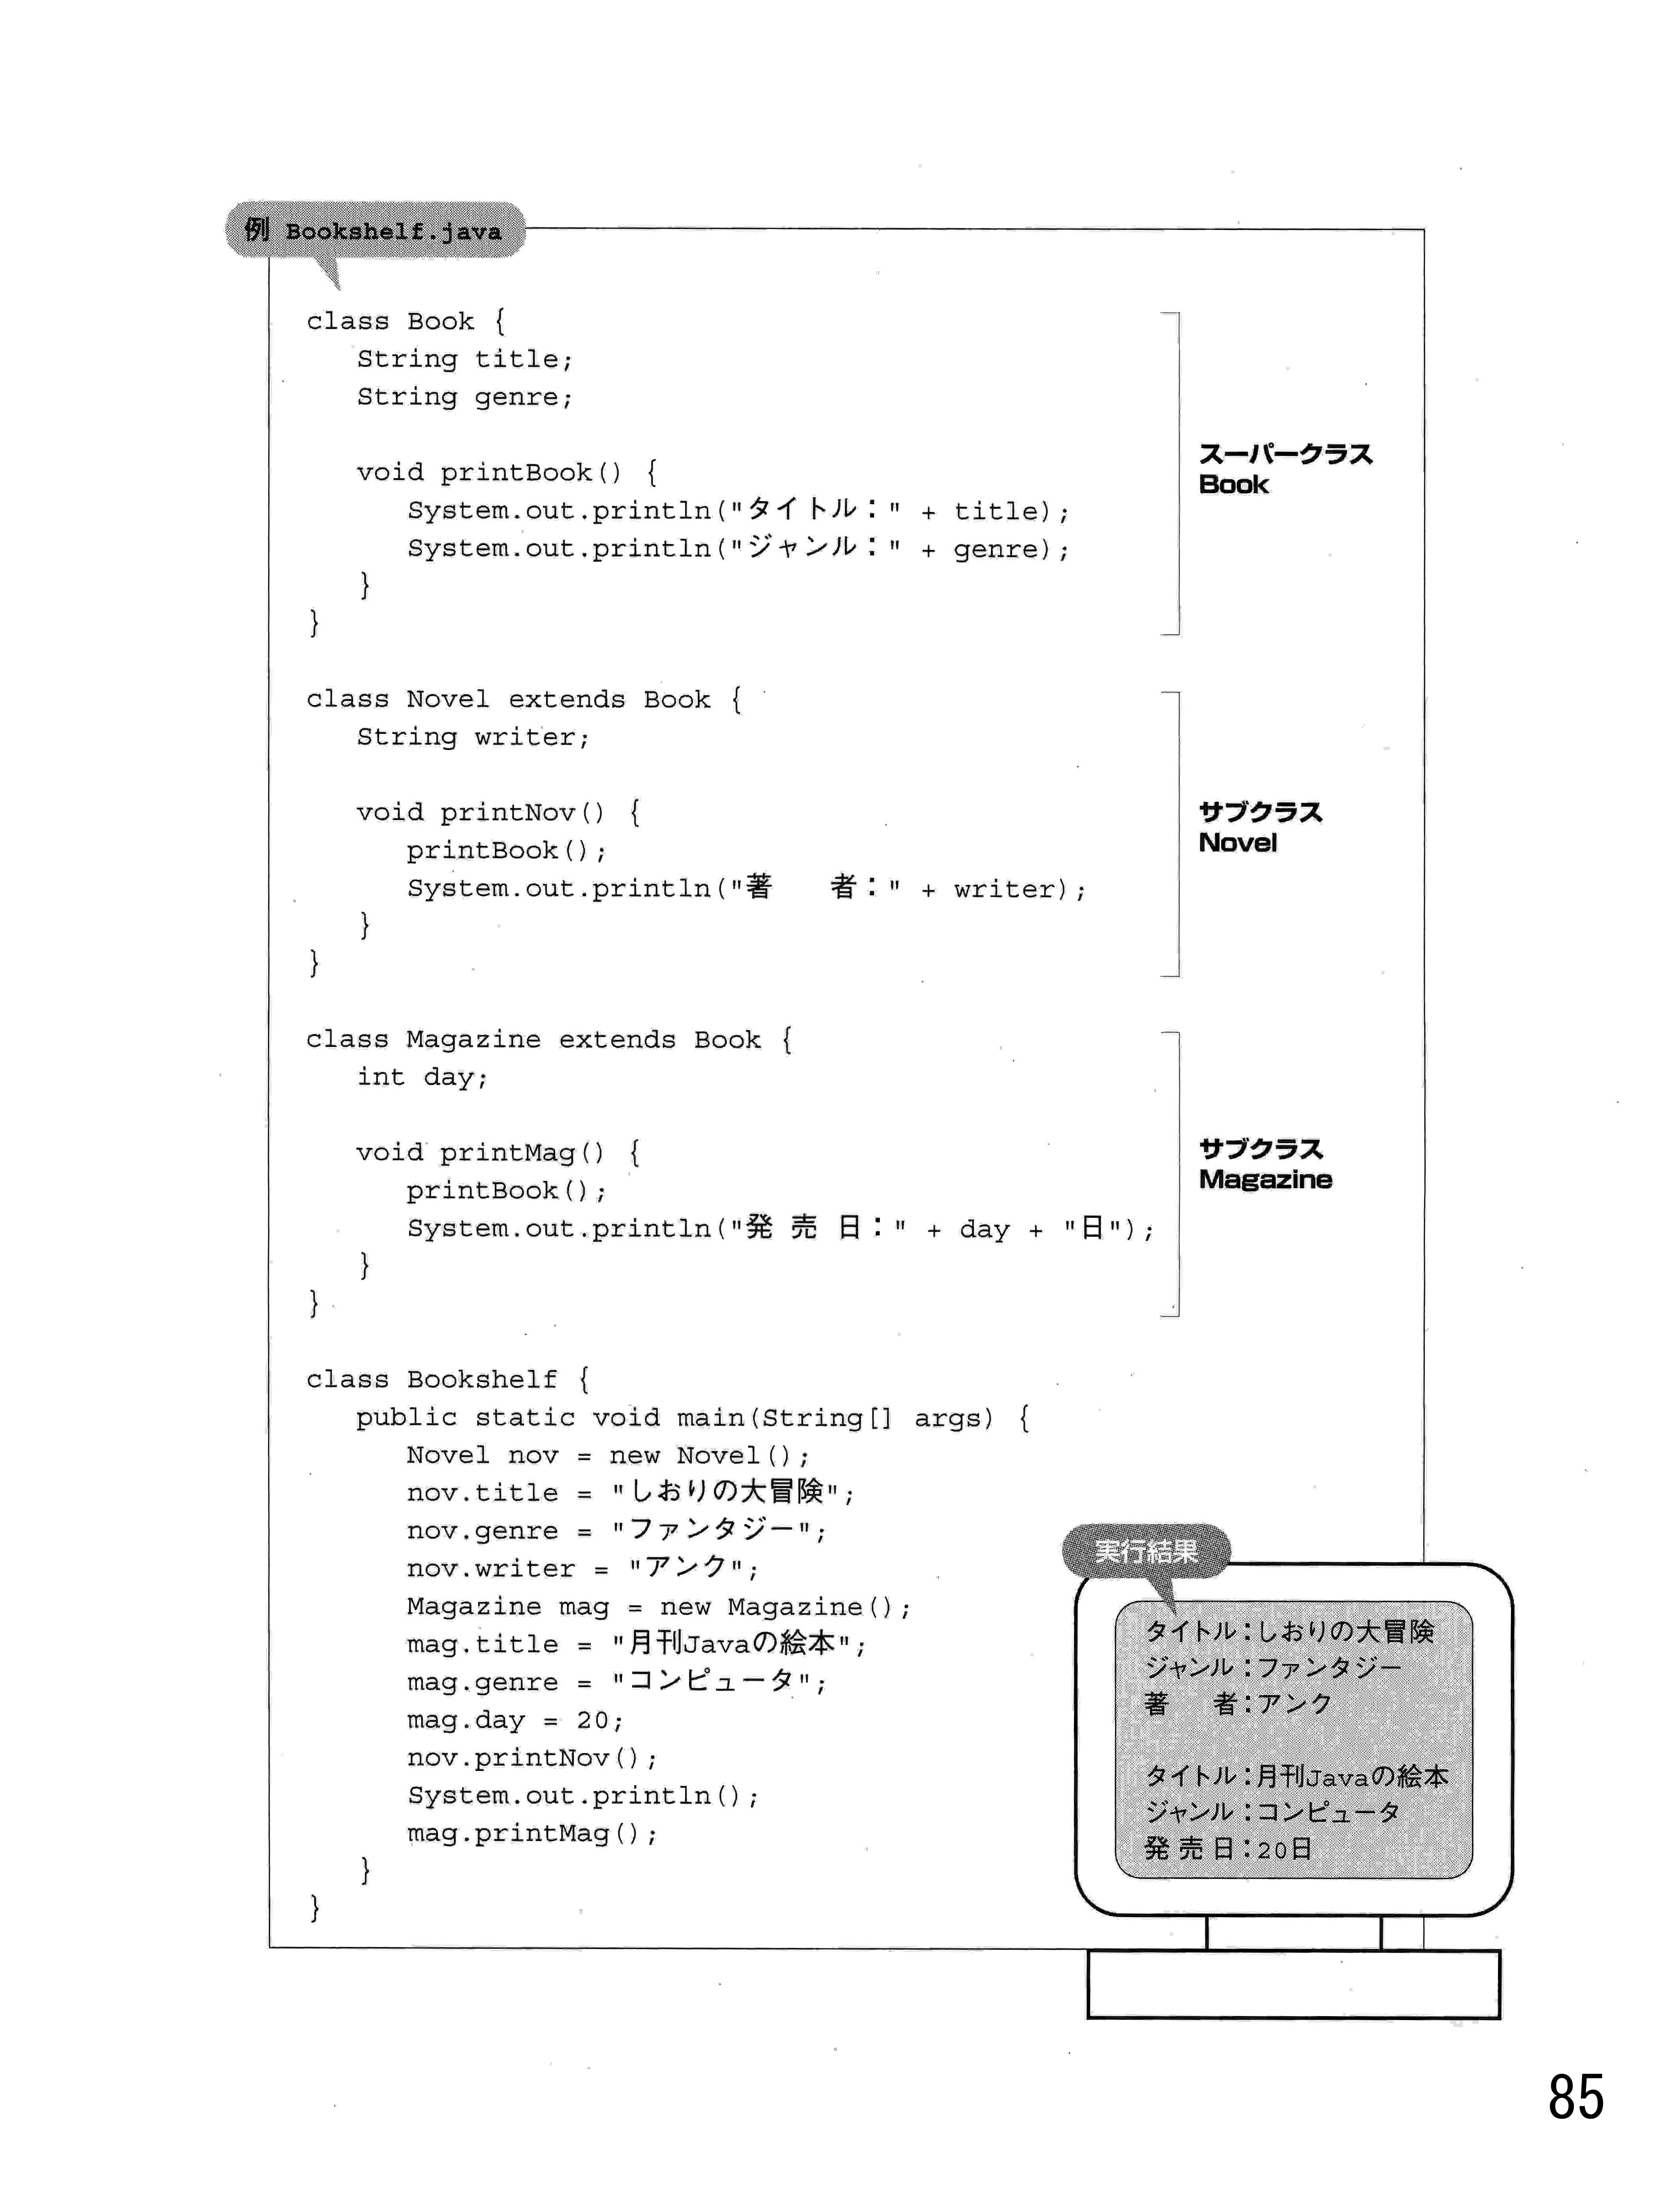 例 Bookshelf.java
class Book {
   String title;
   String genre;

   void printBook() {
      System.out.println("タイトル：" + title);
      System.out.println("ジャンル：" + genre);
   }
}
スーパークラス
Book

class Novel extends Book {
   String writer;

   void printNov() {
      printBook();
      System.out.println("著　　者：" + writer);
   }
}
サブクラス
Novel

class Magazine extends Book {
   int day;

   void printMag() {
      printBook();
      System.out.println("発 売 日：" + day + "日");
   }
}
サブクラス
Magazine

class Bookshelf {
   public static void main(String[] args) {
      Novel nov = new Novel();
      nov.title = "しおりの大冒険";
      nov.genre = "ファンタジー";
      nov.writer = "アンク";
      Magazine mag = new Magazine();
      mag.title = "月刊Javaの絵本";
      mag.genre = "コンピュータ";
      mag.day = 20;
      nov.printNov();
      System.out.println();
      mag.printMag();
   }
}
実行結果
タイトル：しおりの大冒険
ジャンル：ファンタジー
著　　者：アンク

タイトル：月刊Javaの絵本
ジャンル：コンピュータ
発 売 日：20日
85